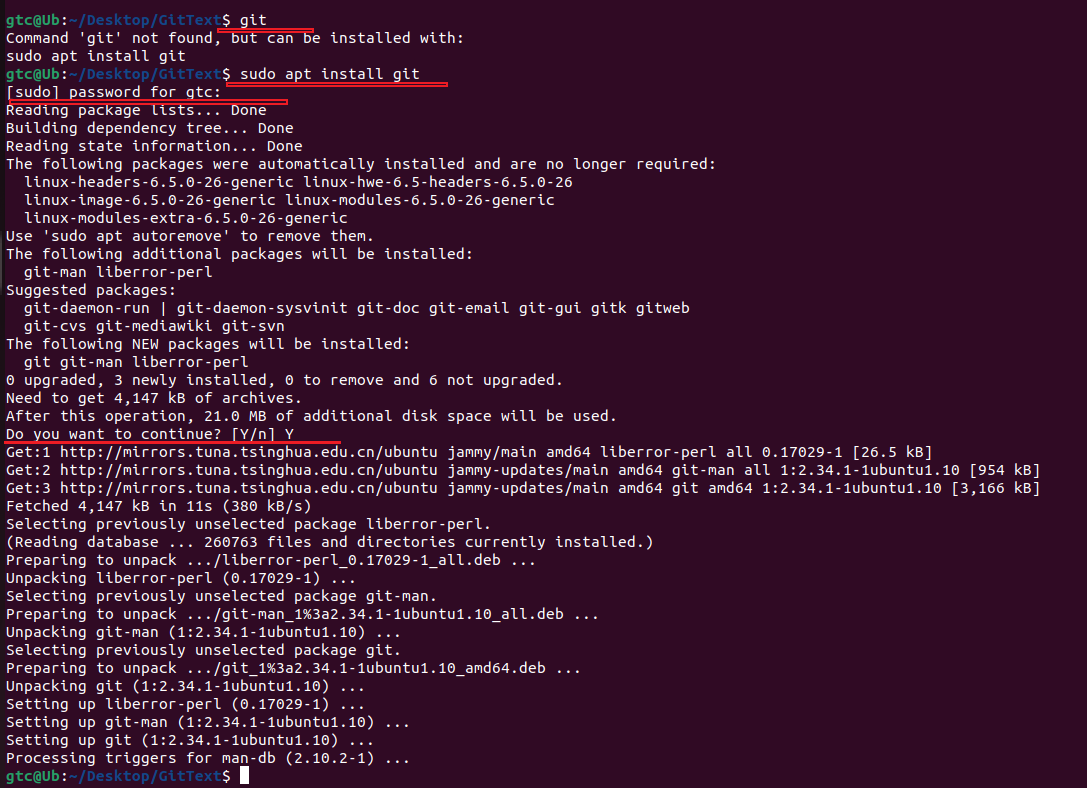 gtc@Ub:~/Desktop/GitText$ git
Command 'git' not found, but can be installed with:
sudo apt install git
gtc@Ub:~/Desktop/GitText$ sudo apt install git
[sudo] password for gtc:
Reading package lists... Done
Building dependency tree... Done
Reading state information... Done
The following packages were automatically installed and are no longer required:
  linux-headers-6.5.0-26-generic linux-hwe-6.5-headers-6.5.0-26
  linux-image-6.5.0-26-generic linux-modules-6.5.0-26-generic
  linux-modules-extra-6.5.0-26-generic
Use 'sudo apt autoremove' to remove them.
The following additional packages will be installed:
  git-man liberror-perl
Suggested packages:
  git-daemon-run | git-daemon-sysvinit git-doc git-email git-gui gitk gitweb
  git-cvs git-mediawiki git-svn
The following NEW packages will be installed:
  git git-man liberror-perl
0 upgraded, 3 newly installed, 0 to remove and 6 not upgraded.
Need to get 4,147 kB of archives.
After this operation, 21.0 MB of additional disk space will be used.
Do you want to continue? [Y/n] Y
Get:1 http://mirrors.tuna.tsinghua.edu.cn/ubuntu jammy/main amd64 liberror-perl all 0.17029-1 [26.5 kB]
Get:2 http://mirrors.tuna.tsinghua.edu.cn/ubuntu jammy-updates/main amd64 git-man all 1:2.34.1-1ubuntu1.10 [954 kB]
Get:3 http://mirrors.tuna.tsinghua.edu.cn/ubuntu jammy-updates/main amd64 git amd64 1:2.34.1-1ubuntu1.10 [3,166 kB]
Fetched 4,147 kB in 11s (380 kB/s)
Selecting previously unselected package liberror-perl.
(Reading database ... 260763 files and directories currently installed.)
Preparing to unpack .../liberror-perl_0.17029-1_all.deb ...
Unpacking liberror-perl (0.17029-1) ...
Selecting previously unselected package git-man.
Preparing to unpack .../git-man_1%3a2.34.1-1ubuntu1.10_all.deb ...
Unpacking git-man (1:2.34.1-1ubuntu1.10) ...
Selecting previously unselected package git.
Preparing to unpack .../git_1%3a2.34.1-1ubuntu1.10_amd64.deb ...
Unpacking git (1:2.34.1-1ubuntu1.10) ...
Setting up liberror-perl (0.17029-1) ...
Setting up git-man (1:2.34.1-1ubuntu1.10) ...
Setting up git (1:2.34.1-1ubuntu1.10) ...
Processing triggers for man-db (2.10.2-1) ...
gtc@Ub:~/Desktop/GitText$